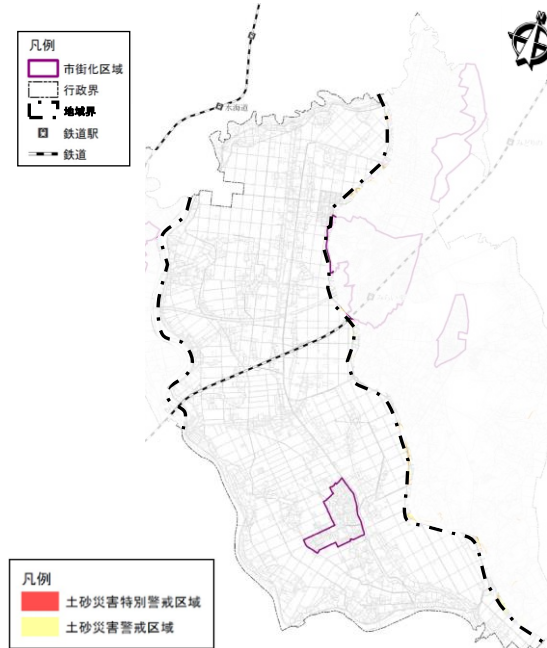 凡例
市街化区域
行政界
地域界
鉄道駅
鉄道
水海道
凡例
土砂災害特別警戒区域
土砂災害警戒区域